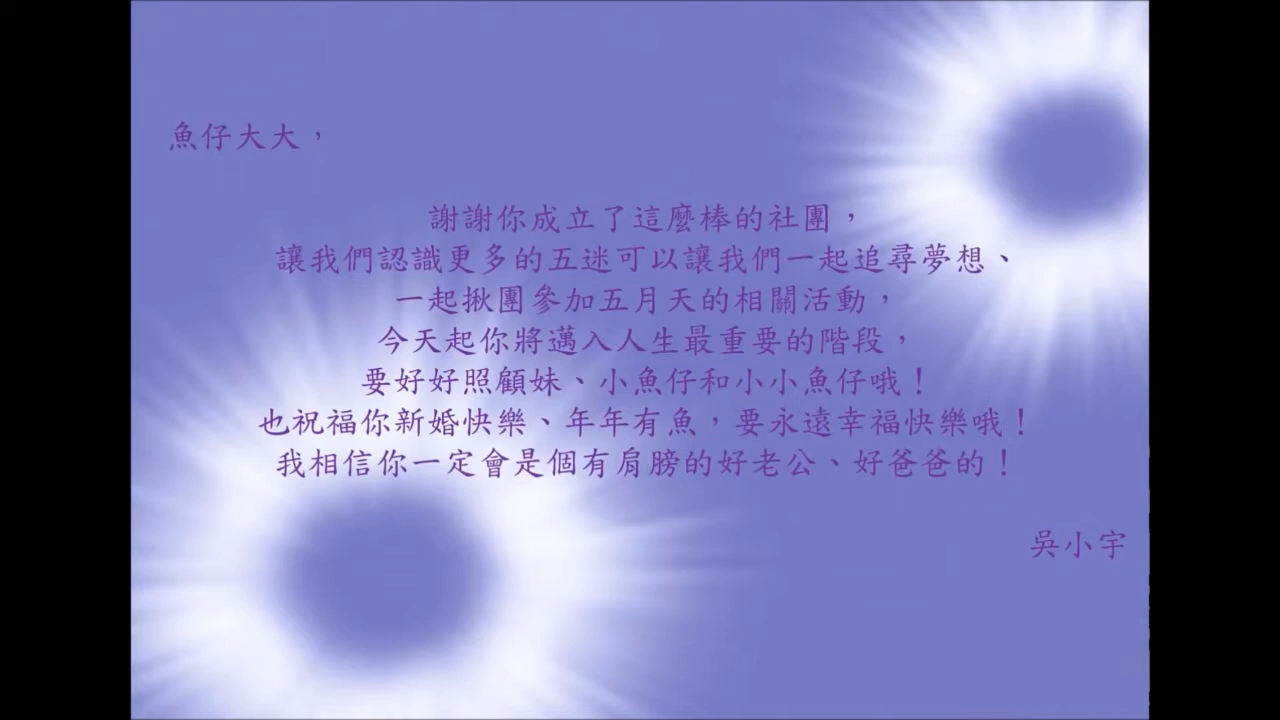 魚仔大大，
謝謝你成立了這麼棒的社團，
讓我們認識更多的五迷可以讓我們一起追尋夢想、
一起揪團參加五月天的相關活動，
今天起你將邁入人生最重要的階段，
要好好照顧妹、小魚仔和小小魚仔哦！
也祝福你新婚快樂、年年有魚，要永遠幸福快樂哦！
我相信你一定會是個有肩膀的好老公、好爸爸的！
吳小宇